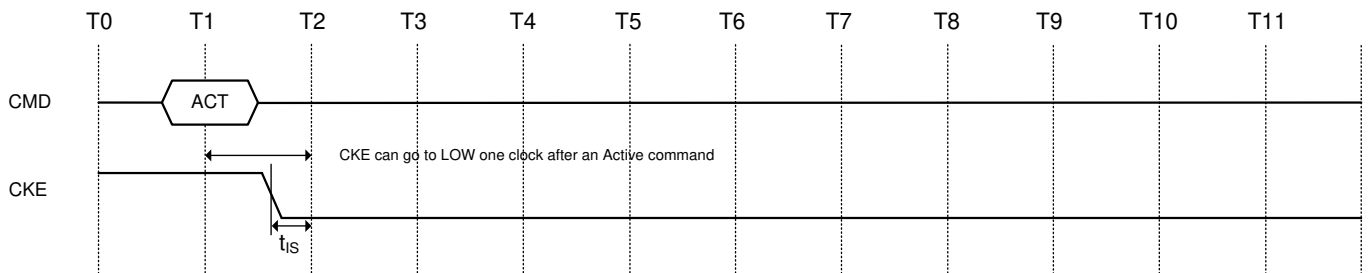 T0 T1 T2 T3 T4 T5 T6 T7 T8 T9 T10 T11
CMD ACT
CKE can go to LOW one clock after an Active command
CKE
tIS